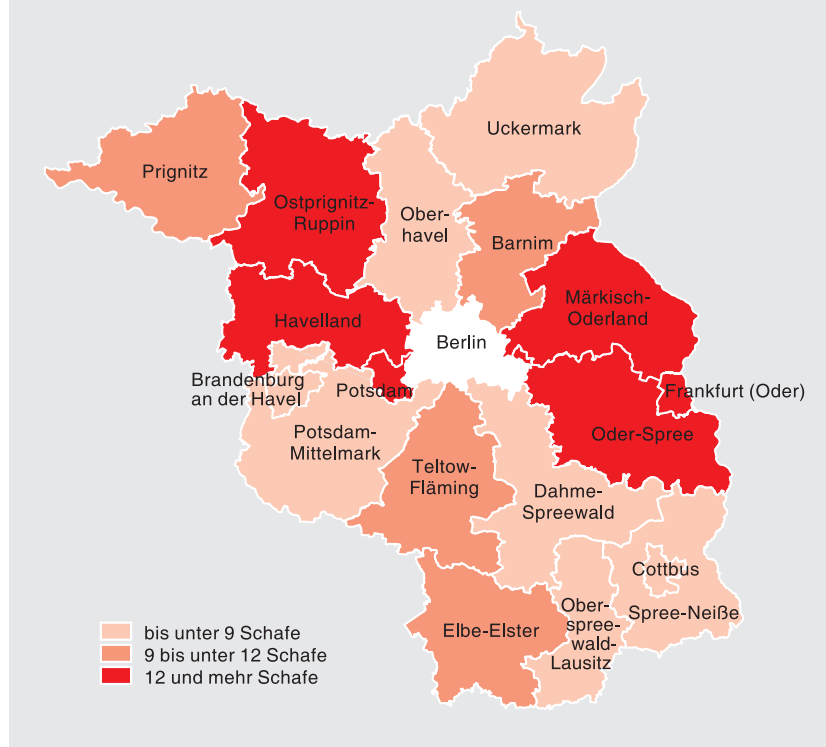 Uckermark
Prignitz
Ostprignitz-
Ruppin
Ober-
havel
Barnim
Märkisch-
Oderland
Havelland
Berlin
Brandenburg
an der Havel
Potsdam
Frankfurt (Oder)
Potsdam-
Mittelmark
Oder-Spree
Teltow-
Fläming
Dahme-
Spreewald
Cottbus
Spree-Neiße
Elbe-Elster
Ober-
spree-
wald-
Lausitz
bis unter 9 Schafe
9 bis unter 12 Schafe
12 und mehr Schafe